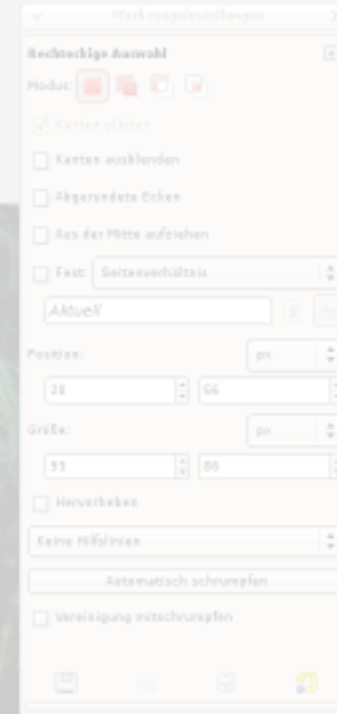 Werkzeugeinstellungen
Rechteckige Auswahl
Modus:
Kanten glätten
Kanten ausblenden
Abgerundete Ecken
Aus der Mitte aufziehen
Fest: Seitenverhältnis
Aktuell
Position: px
28 56
Größe: px
93 86
Hervorheben
Keine Hilfslinien
Automatisch schrumpfen
Vereinigung mitschrumpfen